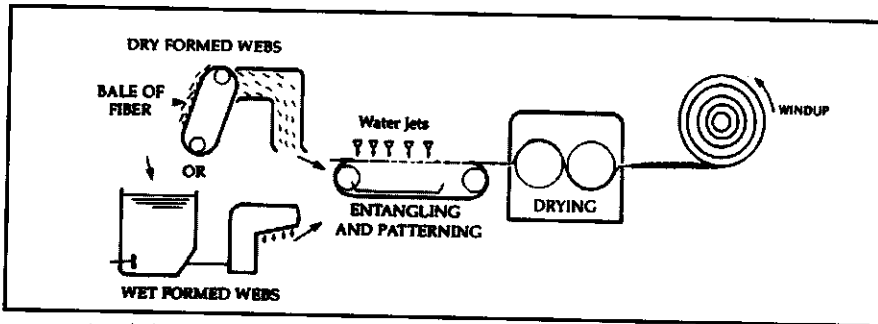 DRY FORMED WEBS
BALE OF
FIBER
OR
WET FORMED WEBS
Water Jets
ENTANGLING
AND PATTERNING
DRYING
WINDUP